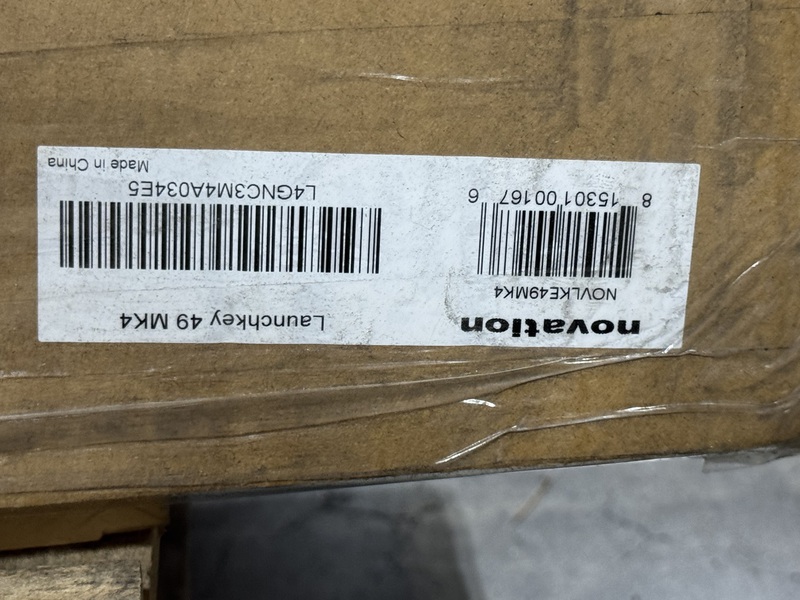 novation
NOVLKE49MK4
8 15301 00167 6
Launchkey 49 MK4
L4GNC3M4A034E5
Made in China